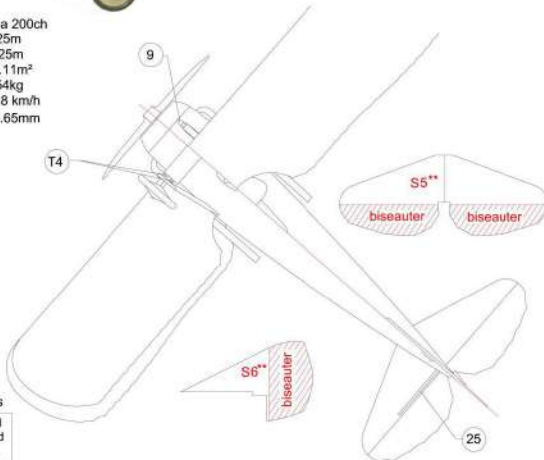 a 200ch
25m
25m
.11m²
54kg
8 km/h
.65mm
9
T4
S5**
biseauter
biseauter
S6**
biseauter
25
s
d